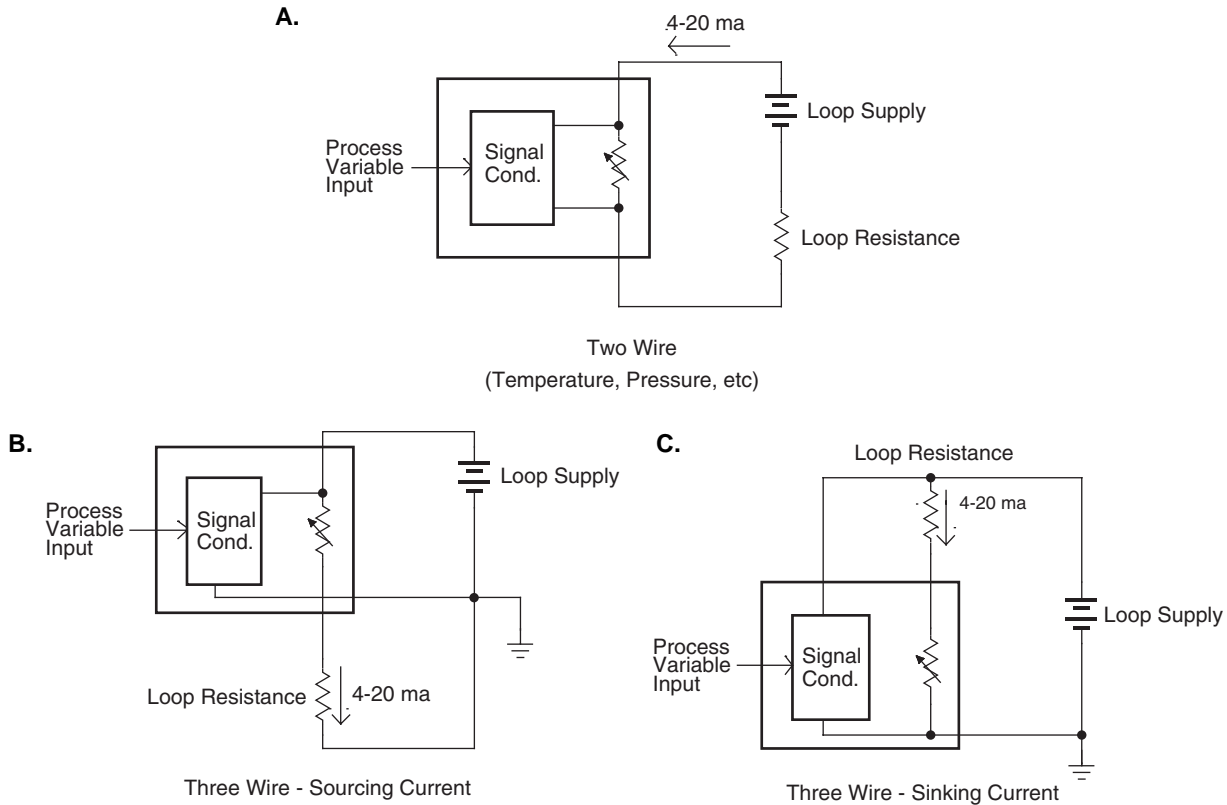 A.
4-20 ma
Loop Supply
Process
Variable
Input
Signal
Cond.
Loop Resistance
Two Wire
(Temperature, Pressure, etc)
B.
Loop Supply
Process
Variable
Input
Signal
Cond.
Loop Resistance
4-20 ma
Three Wire - Sourcing Current
C.
Loop Resistance
4-20 ma
Process
Variable
Input
Signal
Cond.
Loop Supply
Three Wire - Sinking Current